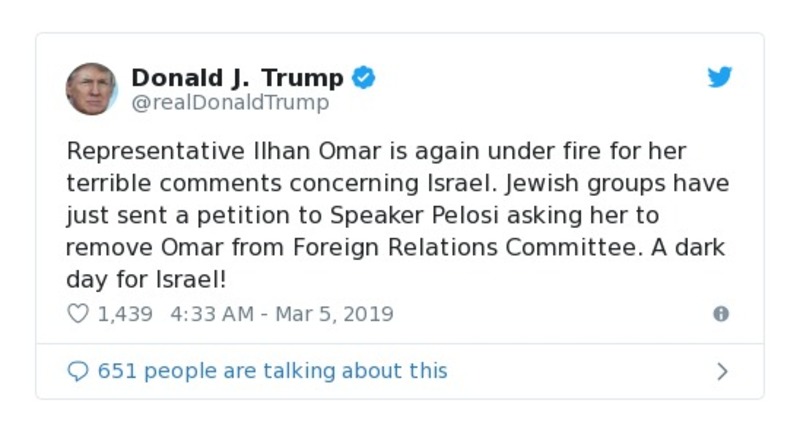 Donald J. Trump
@realDonaldTrump
Representative Ilhan Omar is again under fire for her
terrible comments concerning Israel. Jewish groups have
just sent a petition to Speaker Pelosi asking her to
remove Omar from Foreign Relations Committee. A dark
day for Israel!
1,439 4:33 AM - Mar 5, 2019
651 people are talking about this